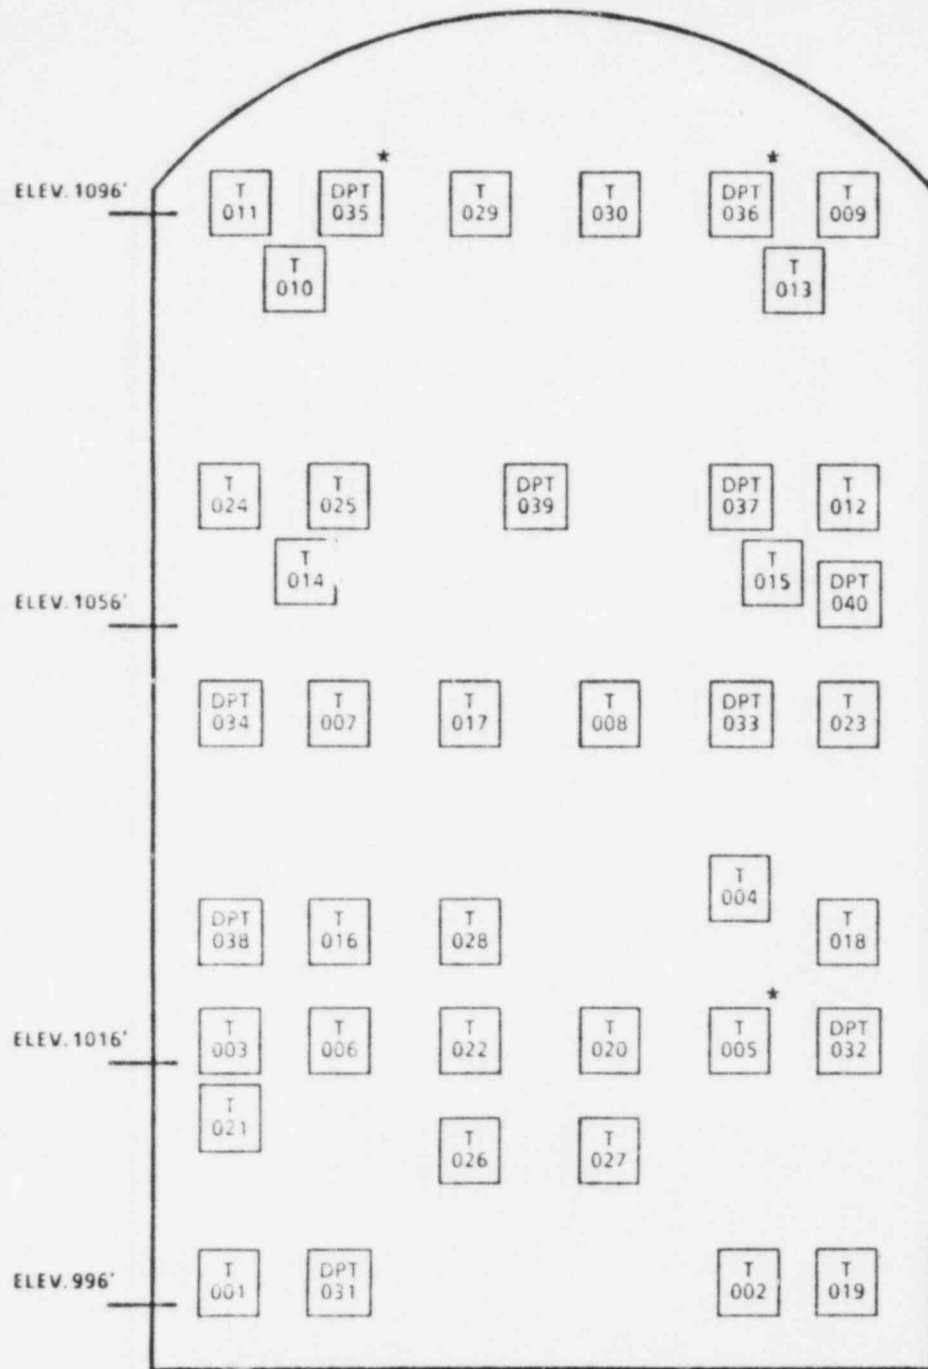 * *
ELEV. 1096'
T DPT T T DPT T
011 035 029 030 036 009
T T
010 013
T T DPT DPT T
024 025 039 037 012
T T DPT
014 015 040
ELEV. 1056'
DPT T T T DPT T
034 007 017 008 033 023
T
004
DPT T T T
038 016 028 018
*
ELEV. 1016'
T T T T T DPT
003 006 022 020 005 032
T
021
T T
026 027
ELEV. 996'
T DPT T T
001 031 002 019